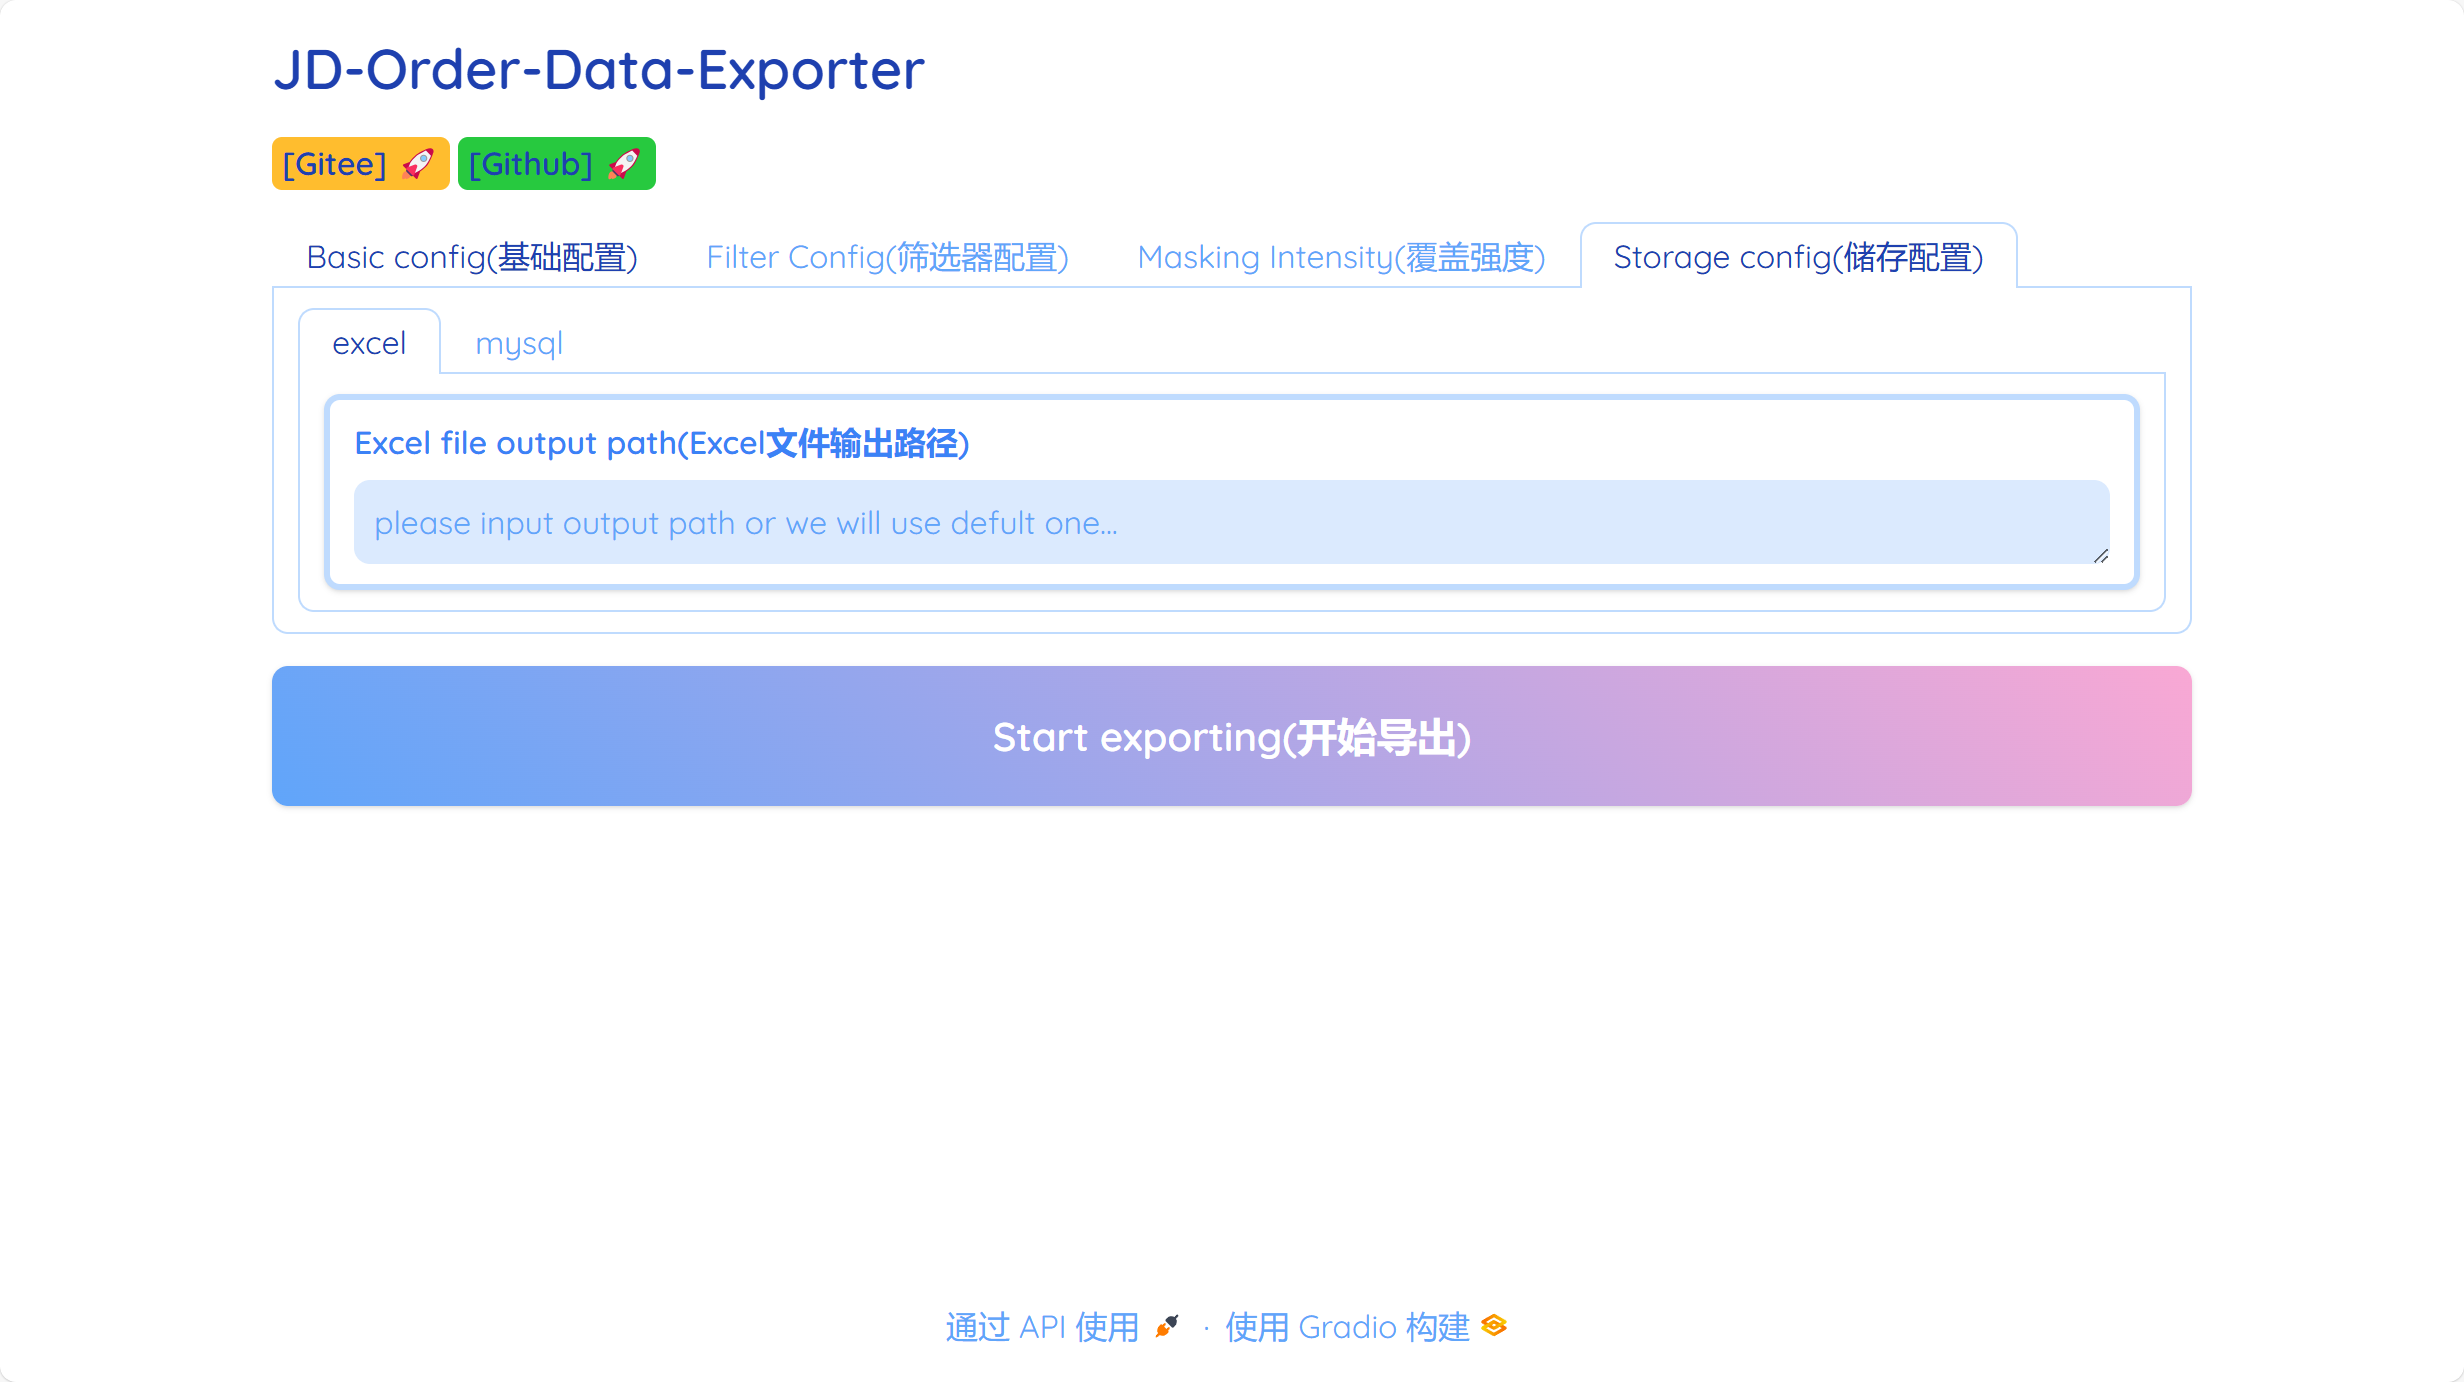 JD-Order-Data-Exporter
[Gitee] 🚀 [Github] 🚀
Basic config(基础配置) Filter Config(筛选器配置) Masking Intensity(覆盖强度) Storage config(储存配置)
excel mysql
Excel file output path(Excel文件输出路径)
please input output path or we will use defult one...
Start exporting(开始导出)
通过 API 使用 · 使用 Gradio 构建